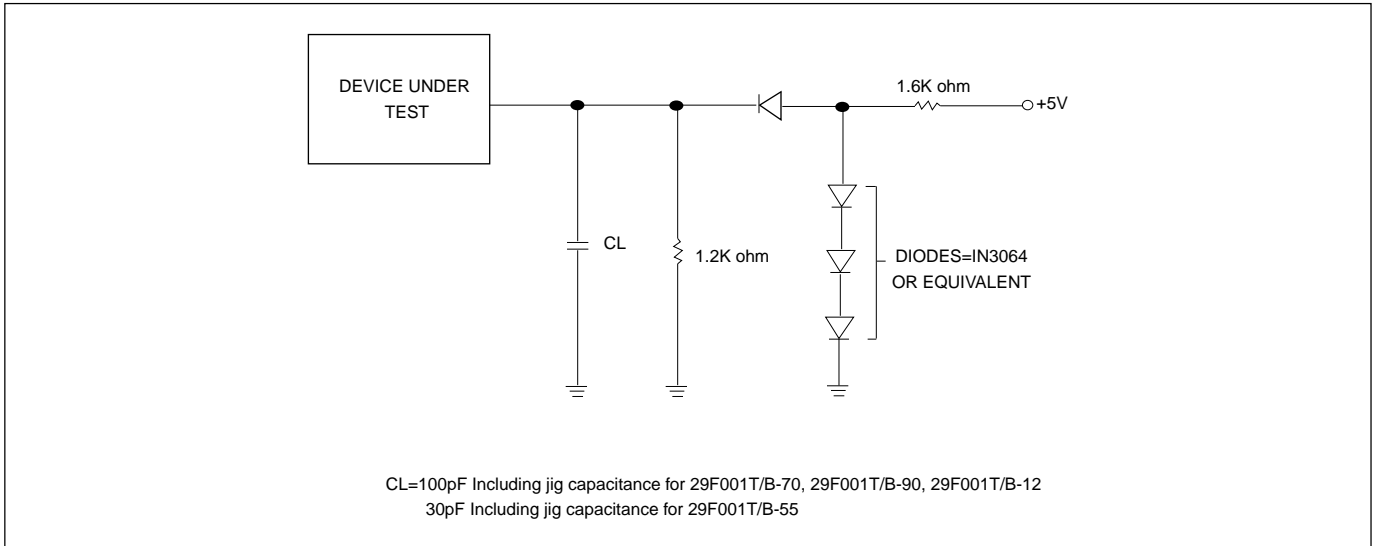 DEVICE UNDER
TEST
1.6K ohm
+5V
CL
1.2K ohm
DIODES=IN3064
OR EQUIVALENT
CL=100pF Including jig capacitance for 29F001T/B-70, 29F001T/B-90, 29F001T/B-12
30pF Including jig capacitance for 29F001T/B-55